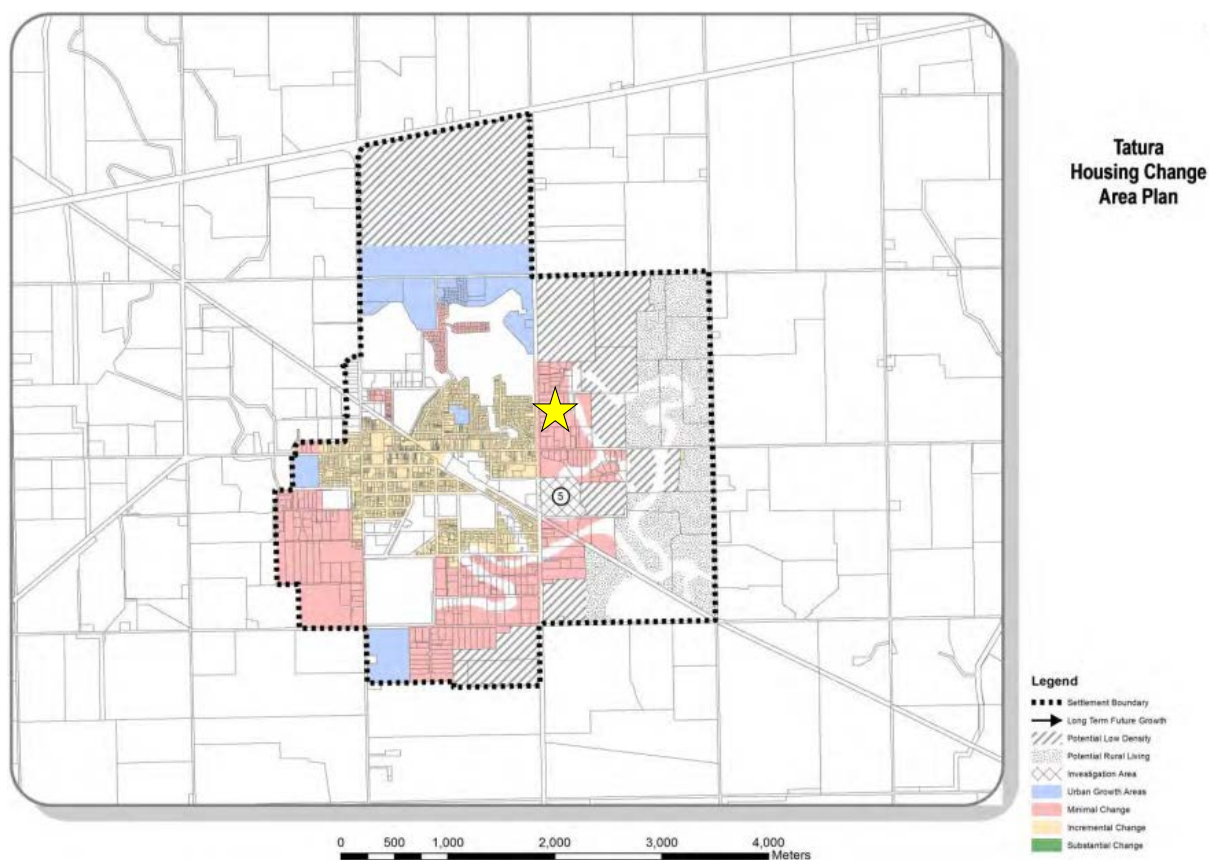 Tatura
Housing Change
Area Plan
5
Legend
Settlement Boundary
Long Term Future Growth
Potential Low Density
Potential Rural Living
Investigation Area
Urban Growth Areas
Minimal Change
Incremental Change
Substantial Change
0 500 1,000 2,000 3,000 4,000
Meters